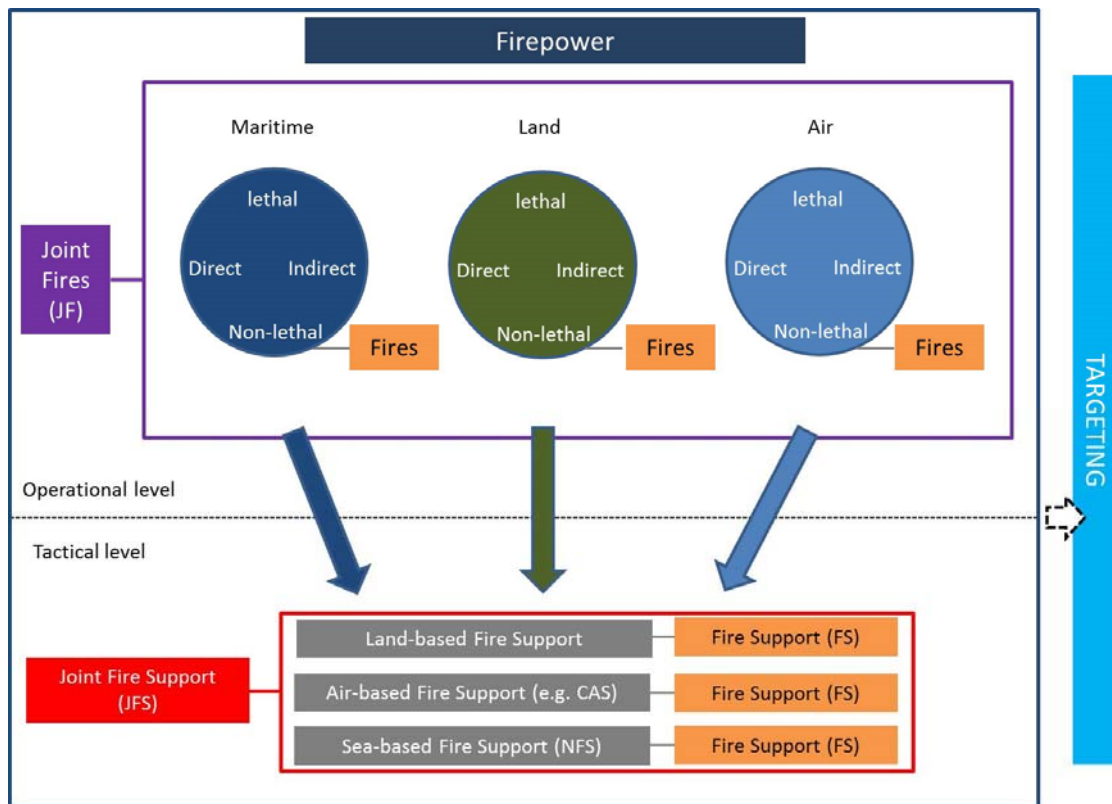 Firepower
Maritime
Land
Air
lethal
Direct
Indirect
Non-lethal
Fires
lethal
Direct
Indirect
Non-lethal
Fires
lethal
Direct
Indirect
Non-lethal
Fires
Joint
Fires
(JF)
TARGETING
Operational level
Tactical level
Joint Fire Support
(JFS)
Land-based Fire Support
Fire Support (FS)
Air-based Fire Support (e.g. CAS)
Fire Support (FS)
Sea-based Fire Support (NFS)
Fire Support (FS)